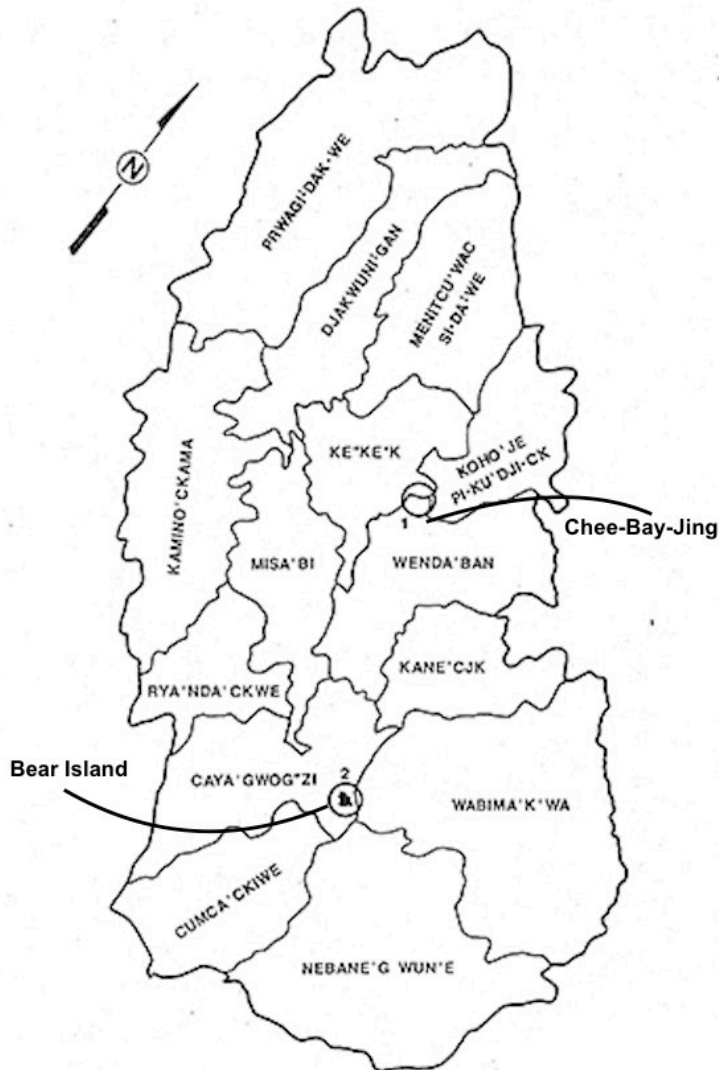 N
PRWAGI'DAK·WE
DJAKWUNI'GAN
MENITCU'WAC
SI·DA'WE
KE"KE'K
KOHO'JE
PI·KU'DJI·CK
1
Chee-Bay-Jing
KAMINO'CKAMA
MISA'BI
WENDA'BAN
KANE'CJK
RYA'NDA'CKWE
Bear Island
CAYA'GWOG"ZI
2
WABIMA'K'WA
CUMCA'CKIWE
NEBANE'G WUN'E